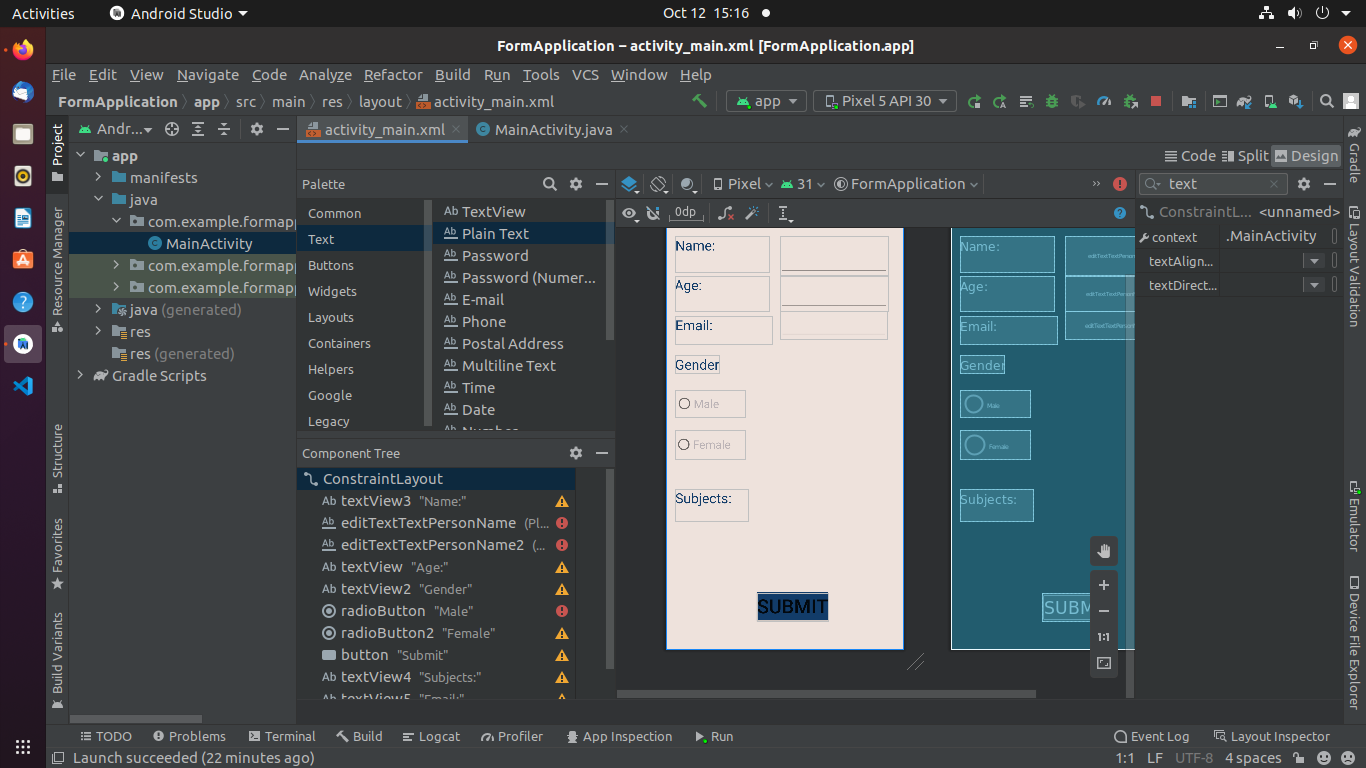 Activities Android Studio Oct 12 15:16
FormApplication – activity_main.xml [FormApplication.app]
File Edit View Navigate Code Analyze Refactor Build Run Tools VCS Window Help
FormApplication app src main res layout activity_main.xml app Pixel 5 API 30
Project
Resource Manager
Structure
Favorites
Build Variants
Andr...
app
manifests
java
com.example.formapp
MainActivity
com.example.formapp
com.example.formapp
java (generated)
res
res (generated)
Gradle Scripts
activity_main.xml MainActivity.java
Code Split Design
Palette
Common
Text
Buttons
Widgets
Layouts
Containers
Helpers
Google
Legacy
Ab TextView
Ab Plain Text
Ab Password
Ab Password (Numer...
Ab E-mail
Ab Phone
Ab Postal Address
Ab Multiline Text
Ab Time
Ab Date
Ab Number
Component Tree
ConstraintLayout
Ab textView3 "Name:"
Ab editTextTextPersonName (Pl...
Ab editTextTextPersonName2 (...
Ab textView "Age:"
Ab textView2 "Gender"
radioButton "Male"
radioButton2 "Female"
button "Submit"
Ab textView4 "Subjects:"
Ab textView5 "Email:"
Pixel 31 FormApplication
0dp
Name:
Age:
Email:
Gender
Male
Female
Subjects:
SUBMIT
Name:
editTextTextPerson
Age:
editTextTextPerson
Email:
editTextTextPerson
Gender
Male
Female
Subjects:
SUBM
1:1
text
ConstraintL... <unnamed>
context .MainActivity
textAlign...
textDirect...
Gradle
Layout Validation
Emulator
Device File Explorer
TODO Problems Terminal Build Logcat Profiler App Inspection Run Event Log Layout Inspector
Launch succeeded (22 minutes ago) 1:1 LF UTF-8 4 spaces